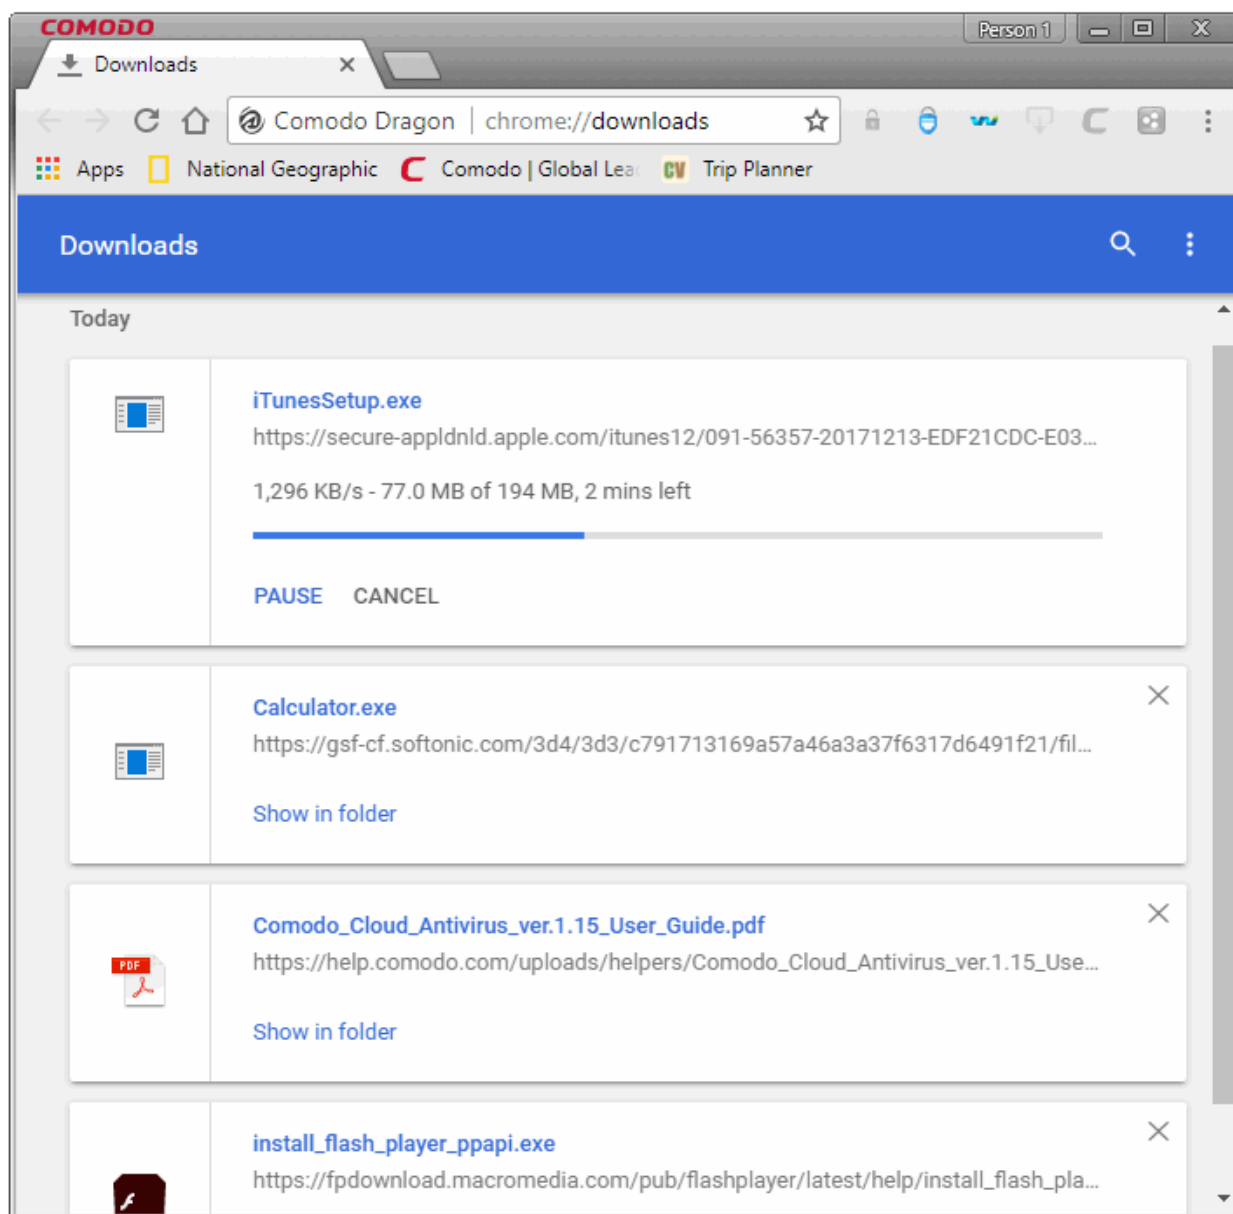 COMODO
Person 1
Downloads
Comodo Dragon | chrome://downloads
Apps National Geographic Comodo | Global Lea CV Trip Planner
Downloads
Today
iTunesSetup.exe
https://secure-appldnld.apple.com/itunes12/091-56357-20171213-EDF21CDC-E03...
1,296 KB/s - 77.0 MB of 194 MB, 2 mins left
PAUSE CANCEL
Calculator.exe
https://gsf-cf.softonic.com/3d4/3d3/c791713169a57a46a3a37f6317d6491f21/fil...
Show in folder
Comodo_Cloud_Antivirus_ver.1.15_User_Guide.pdf
PDF
https://help.comodo.com/uploads/helpers/Comodo_Cloud_Antivirus_ver.1.15_Use...
Show in folder
install_flash_player_ppapi.exe
https://fpdownload.macromedia.com/pub/flashplayer/latest/help/install_flash_pla...